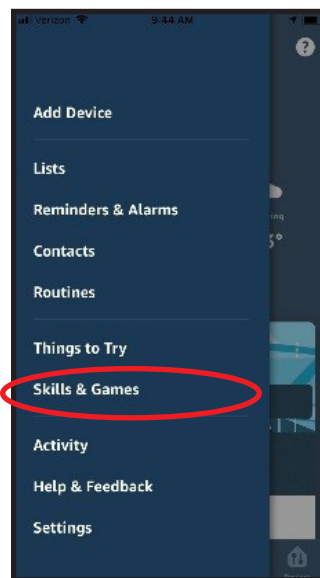 Verizon 9:44 AM
?
Add Device
Lists
Reminders & Alarms
Contacts
Routines
Things to Try
Skills & Games
Activity
Help & Feedback
Settings